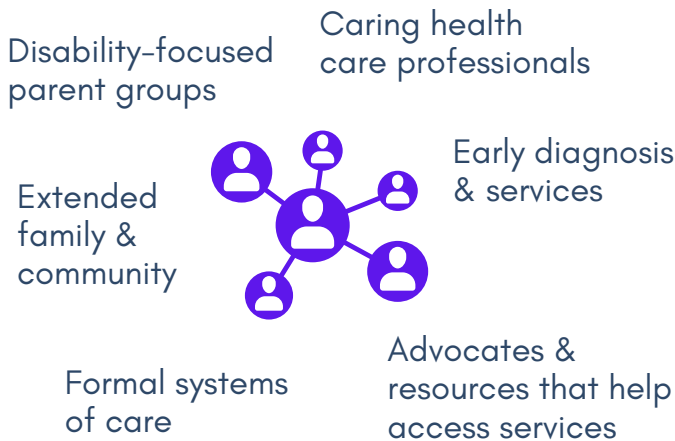 Disability-focused
parent groups
Caring health
care professionals
Early diagnosis
& services
Extended
family &
community
Formal systems
of care
Advocates &
resources that help
access services